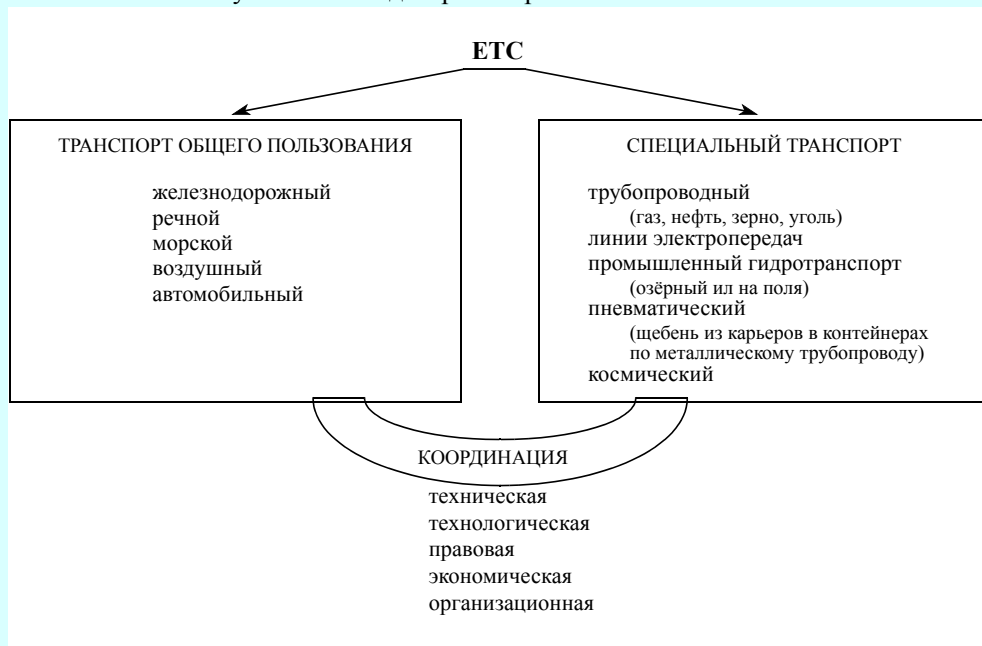 ЕТС
ТРАНСПОРТ ОБЩЕГО ПОЛЬЗОВАНИЯ
железнодорожный
речной
морской
воздушный
автомобильный
СПЕЦИАЛЬНЫЙ ТРАНСПОРТ
трубопроводный
(газ, нефть, зерно, уголь)
линии электропередач
промышленный гидротранспорт
(озёрный ил на поля)
пневматический
(щебень из карьеров в контейнерах
по металлическому трубопроводу)
космический
КООРДИНАЦИЯ
техническая
технологическая
правовая
экономическая
организационная